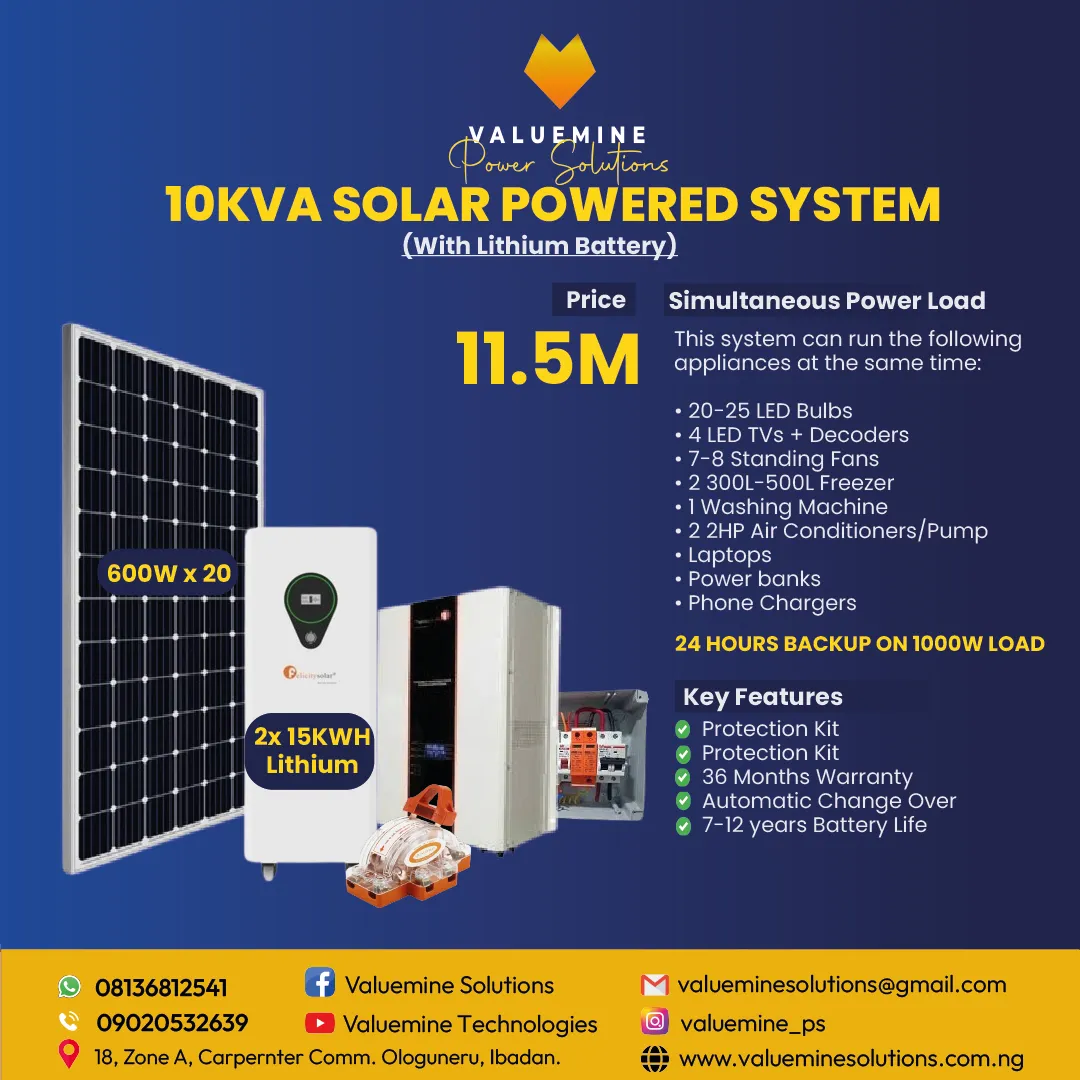 VALUEMINE
Power Solutions
10KVA SOLAR POWERED SYSTEM
(With Lithium Battery)
Price
11.5M
Simultaneous Power Load
This system can run the following
appliances at the same time:
• 20-25 LED Bulbs
• 4 LED TVs + Decoders
• 7-8 Standing Fans
• 2 300L-500L Freezer
• 1 Washing Machine
• 2 2HP Air Conditioners/Pump
• Laptops
• Power banks
• Phone Chargers
24 HOURS BACKUP ON 1000W LOAD
Key Features
Protection Kit
Protection Kit
36 Months Warranty
Automatic Change Over
7-12 years Battery Life
600W x 20
Felicitysolar
2x 15KWH
Lithium
08136812541
09020532639
18, Zone A, Carpernter Comm. Ologuneru, Ibadan.
Valuemine Solutions
Valuemine Technologies
valueminesolutions@gmail.com
valuemine_ps
www.valueminesolutions.com.ng